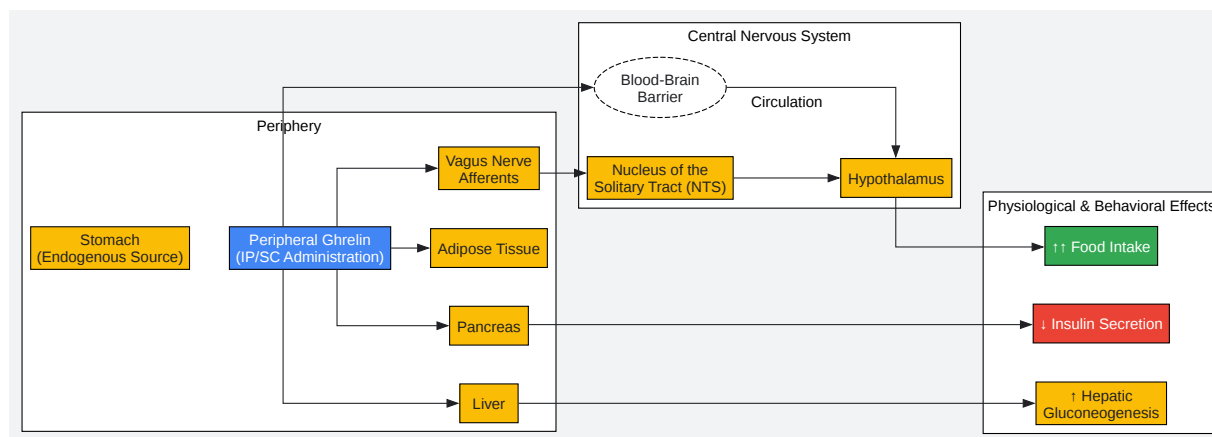 Central Nervous System
Blood-Brain
Barrier
Circulation
Periphery
Vagus Nerve
Afferents
Nucleus of the
Solitary Tract (NTS)
Hypothalamus
Physiological & Behavioral Effects
Stomach
(Endogenous Source)
Peripheral Ghrelin
(IP/SC Administration)
Adipose Tissue
↑↑ Food Intake
Pancreas
↓ Insulin Secretion
Liver
↑ Hepatic
Gluconeogenesis